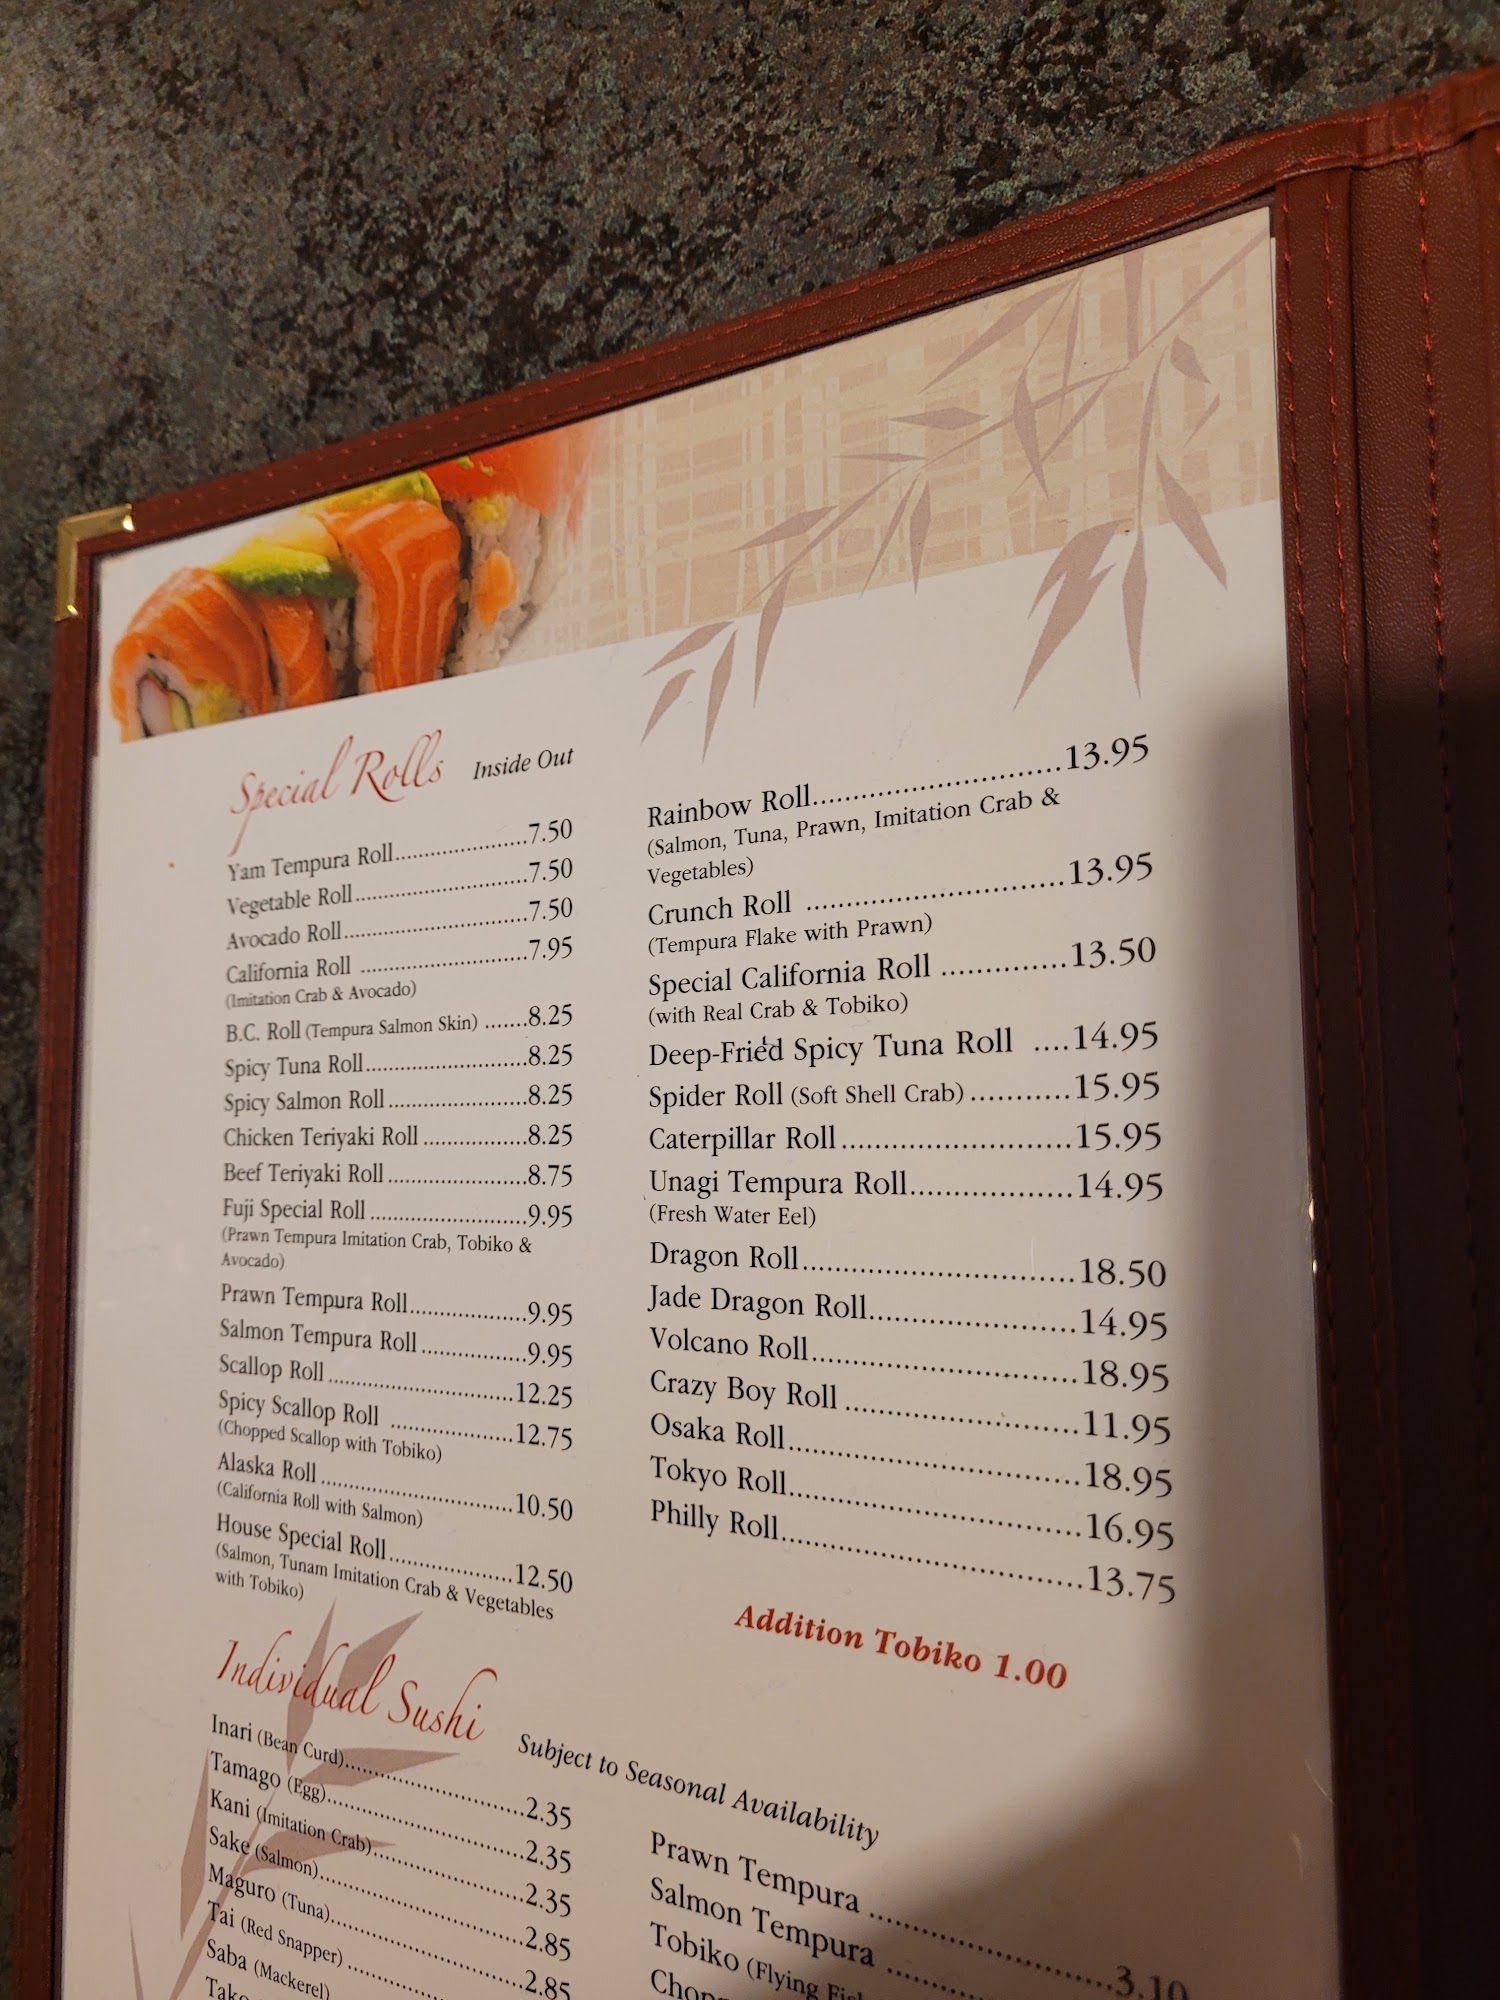 Special Rolls Inside Out
Yam Tempura Roll.......................7.50
Vegetable Roll.............................7.50
Avocado Roll...............................7.50
California Roll ............................7.95
(Imitation Crab & Avocado)
B.C. Roll (Tempura Salmon Skin) .......8.25
Spicy Tuna Roll...........................8.25
Spicy Salmon Roll.......................8.25
Chicken Teriyaki Roll..................8.25
Beef Teriyaki Roll.......................8.75
Fuji Special Roll..........................9.95
(Prawn Tempura Imitation Crab, Tobiko &
Avocado)
Prawn Tempura Roll....................9.95
Salmon Tempura Roll..................9.95
Scallop Roll...............................12.25
Spicy Scallop Roll .....................12.75
(Chopped Scallop with Tobiko)
Alaska Roll................................10.50
(California Roll with Salmon)
House Special Roll.....................12.50
(Salmon, Tunam Imitation Crab & Vegetables
with Tobiko)
Rainbow Roll..............................13.95
(Salmon, Tuna, Prawn, Imitation Crab &
Vegetables)
Crunch Roll ...............................13.95
(Tempura Flake with Prawn)
Special California Roll ..............13.50
(with Real Crab & Tobiko)
Deep-Fried Spicy Tuna Roll ....14.95
Spider Roll (Soft Shell Crab)...........15.95
Caterpillar Roll.........................15.95
Unagi Tempura Roll...................14.95
(Fresh Water Eel)
Dragon Roll..............................18.50
Jade Dragon Roll.......................14.95
Volcano Roll.............................18.95
Crazy Boy Roll.........................11.95
Osaka Roll................................18.95
Tokyo Roll................................16.95
Philly Roll.................................13.75
Addition Tobiko 1.00
Individual Sushi Subject to Seasonal Availability
Inari (Bean Curd).........................2.35
Tamago (Egg).............................2.35
Kani (Imitation Crab)...................2.35
Sake (Salmon).............................2.85
Maguro (Tuna)............................2.85
Tai (Red Snapper)
Saba (Mackerel)
Tako
Prawn Tempura ........................3.10
Salmon Tempura
Tobiko (Flying